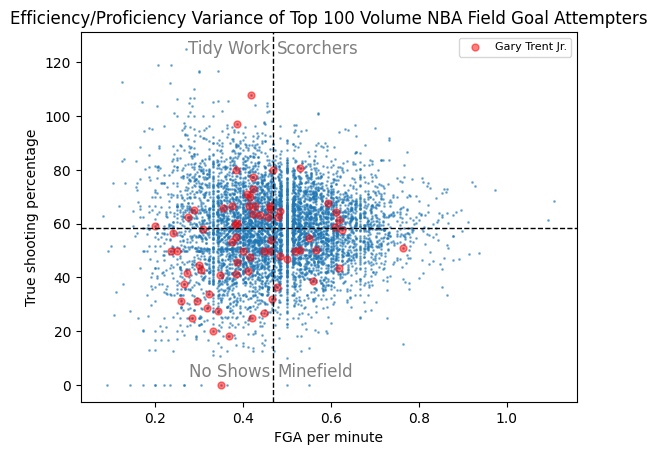 Efficiency/Proficiency Variance of Top 100 Volume NBA Field Goal Attempters
Tidy Work Scorchers
Gary Trent Jr.
120
100
80
60
40
20
0
True shooting percentage
No Shows Minefield
0.2 0.4 0.6 0.8 1.0
FGA per minute